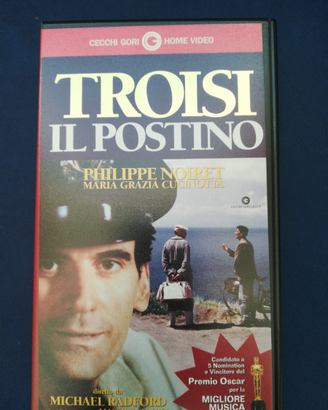 CECCHI GORI G HOME VIDEO
TROISI
IL POSTINO
PHILIPPE NOIRET
MARIA GRAZIA CUCINOTTA
diretto da
MICHAEL RADFORD
Candidato a
5 Nomination
e Vincitore del
Premio Oscar
per la
MIGLIORE
MUSICA